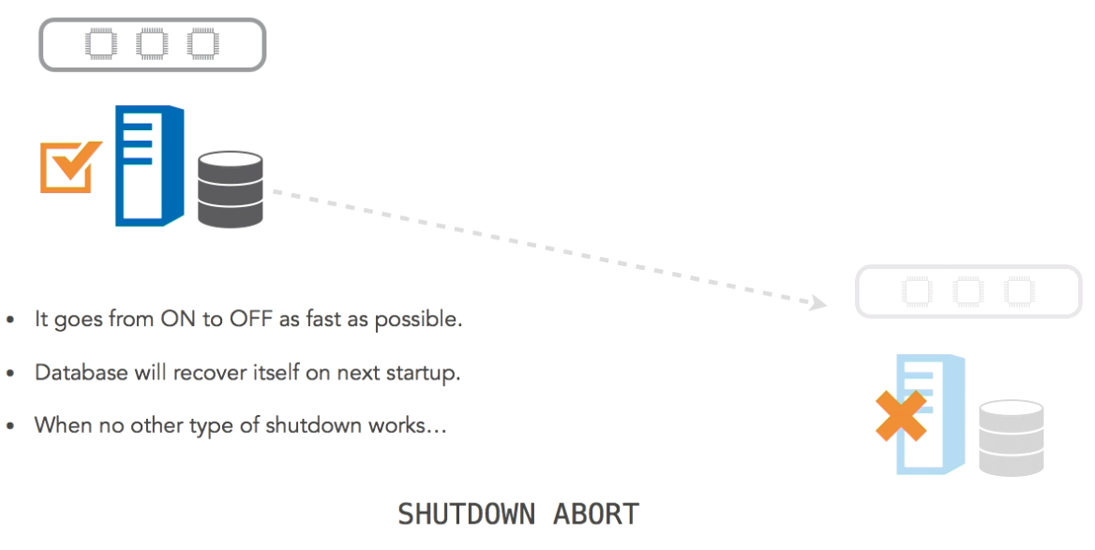 • It goes from ON to OFF as fast as possible.
• Database will recover itself on next startup.
• When no other type of shutdown works…
SHUTDOWN ABORT